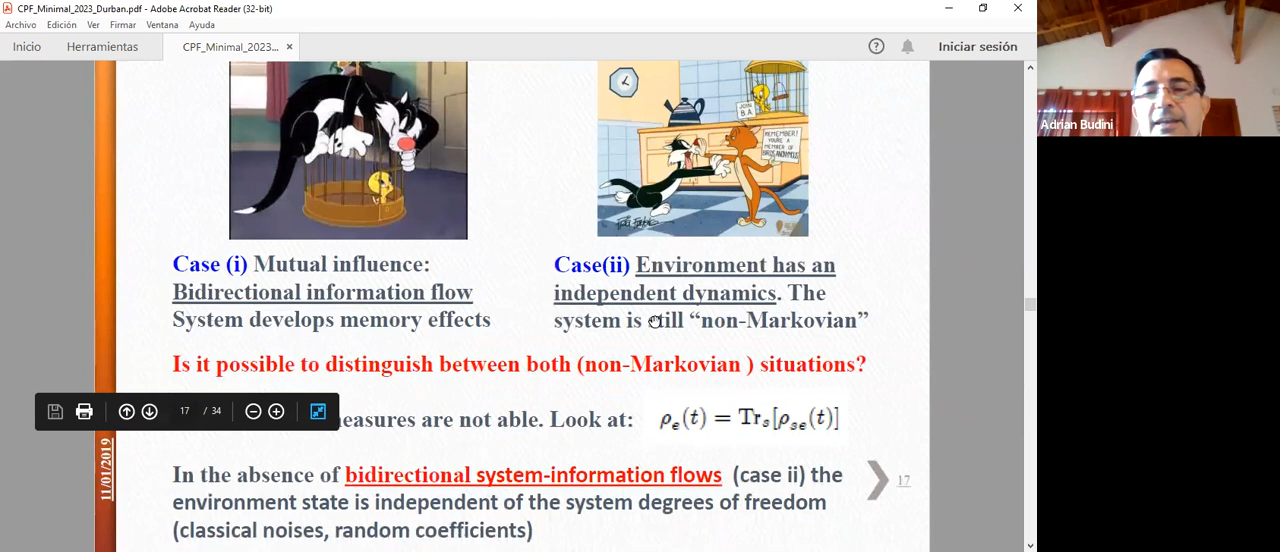 CPF_Minimal_2023_Durban.pdf - Adobe Acrobat Reader (32-bit)
Archivo Edición Ver Firmar Ventana Ayuda
Inicio Herramientas CPF_Minimal_2023... × Iniciar sesión
Adrian Budini
JOIN
B.A.
REMEMBER!
YOU'RE A
MEMBER OF
BIRDS ANONYMOUS
Case (i) Mutual influence:
Bidirectional information flow
System develops memory effects
Case(ii) Environment has an
independent dynamics. The
system is still “non-Markovian”
Is it possible to distinguish between both (non-Markovian ) situations?
17 / 34
measures are not able. Look at: ρe(t) = Trs[ρse(t)]
In the absence of bidirectional system-information flows (case ii) the
environment state is independent of the system degrees of freedom
(classical noises, random coefficients)
17
11/01/2019